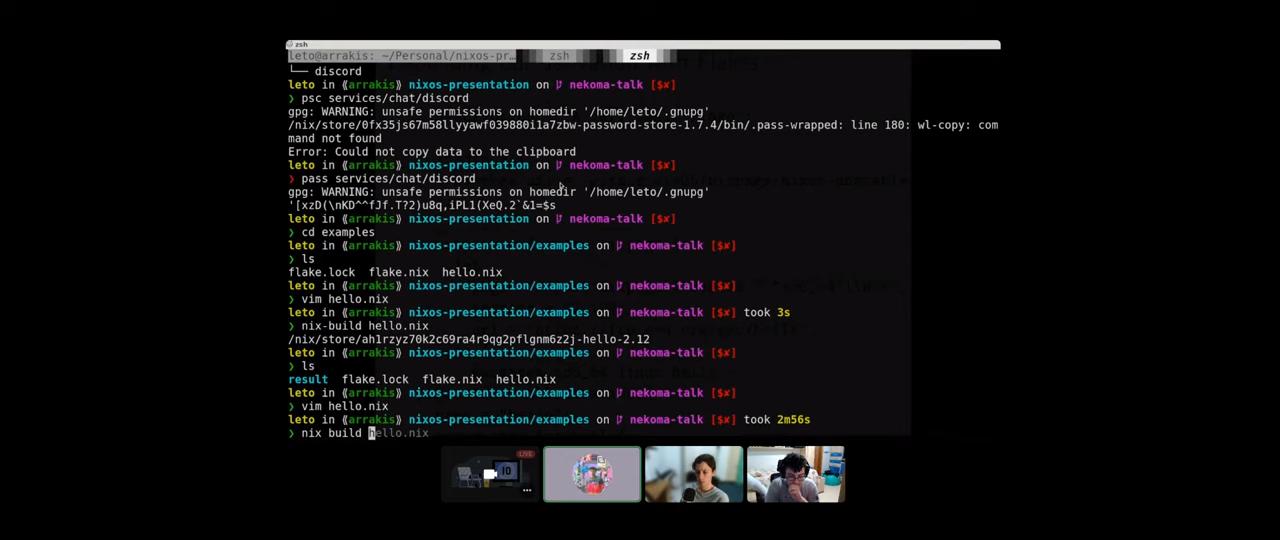 zsh
leto@arrakis: ~/Personal/nixos-pr… zsh zsh
└── discord
leto in ⟪arrakis⟫ nixos-presentation on nekoma-talk [$✘]
❯ psc services/chat/discord
gpg: WARNING: unsafe permissions on homedir '/home/leto/.gnupg'
/nix/store/0fx35js67m58llyyawf039880i1a7zbw-password-store-1.7.4/bin/.pass-wrapped: line 180: wl-copy: com
mand not found
Error: Could not copy data to the clipboard
leto in ⟪arrakis⟫ nixos-presentation on nekoma-talk [$✘]
❯ pass services/chat/discord
gpg: WARNING: unsafe permissions on homedir '/home/leto/.gnupg'
'[xzD(\nKD^^fJf.T?2)u8q,iPL1(XeQ.2`&1=$s
leto in ⟪arrakis⟫ nixos-presentation on nekoma-talk [$✘]
❯ cd examples
leto in ⟪arrakis⟫ nixos-presentation/examples on nekoma-talk [$✘]
❯ ls
flake.lock flake.nix hello.nix
leto in ⟪arrakis⟫ nixos-presentation/examples on nekoma-talk [$✘]
❯ vim hello.nix
leto in ⟪arrakis⟫ nixos-presentation/examples on nekoma-talk [$✘] took 3s
❯ nix-build hello.nix
/nix/store/ah1rzyz70k2c69ra4r9qg2pflgnm6z2j-hello-2.12
leto in ⟪arrakis⟫ nixos-presentation/examples on nekoma-talk [$✘]
❯ ls
result flake.lock flake.nix hello.nix
leto in ⟪arrakis⟫ nixos-presentation/examples on nekoma-talk [$✘]
❯ vim hello.nix
leto in ⟪arrakis⟫ nixos-presentation/examples on nekoma-talk [$✘] took 2m56s
❯ nix build hello.nix
LIVE